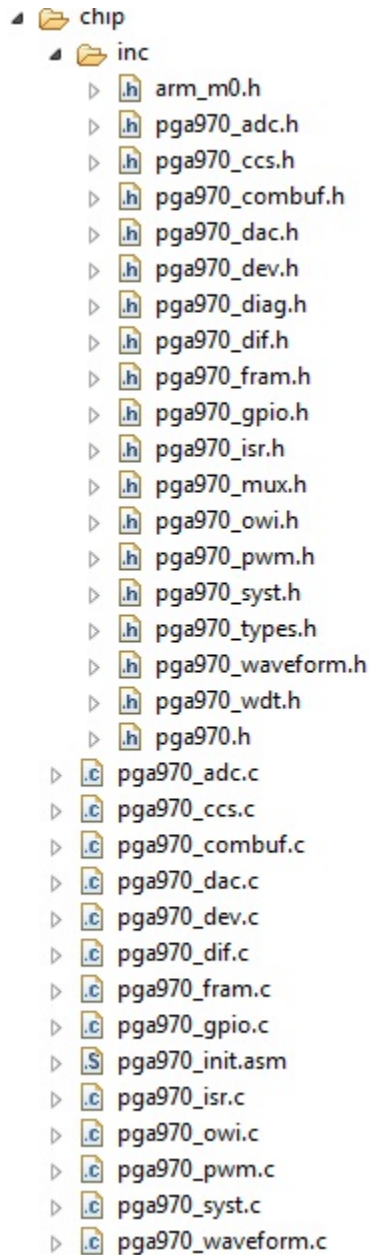 chip
inc
.h arm_m0.h
.h pga970_adc.h
.h pga970_ccs.h
.h pga970_combuf.h
.h pga970_dac.h
.h pga970_dev.h
.h pga970_diag.h
.h pga970_dif.h
.h pga970_fram.h
.h pga970_gpio.h
.h pga970_isr.h
.h pga970_mux.h
.h pga970_owi.h
.h pga970_pwm.h
.h pga970_syst.h
.h pga970_types.h
.h pga970_waveform.h
.h pga970_wdt.h
.h pga970.h
.c pga970_adc.c
.c pga970_ccs.c
.c pga970_combuf.c
.c pga970_dac.c
.c pga970_dev.c
.c pga970_dif.c
.c pga970_fram.c
.c pga970_gpio.c
.S pga970_init.asm
.c pga970_isr.c
.c pga970_owi.c
.c pga970_pwm.c
.c pga970_syst.c
.c pga970_waveform.c